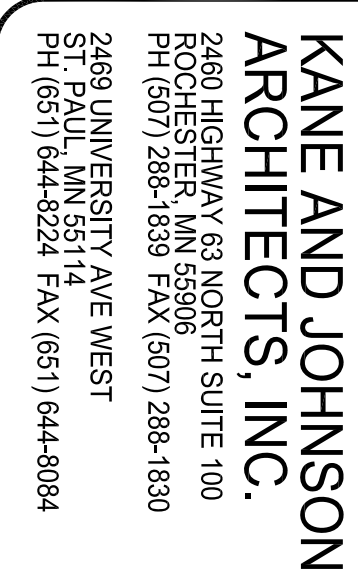 KANE AND JOHNSON
ARCHITECTS, INC.
2460 HIGHWAY 63 NORTH SUITE 100
ROCHESTER, MN 55906
PH (507) 288-1839 FAX (507) 288-1830
2469 UNIVERSITY AVE WEST
ST. PAUL, MN 55114
PH (651) 644-8224 FAX (651) 644-8084